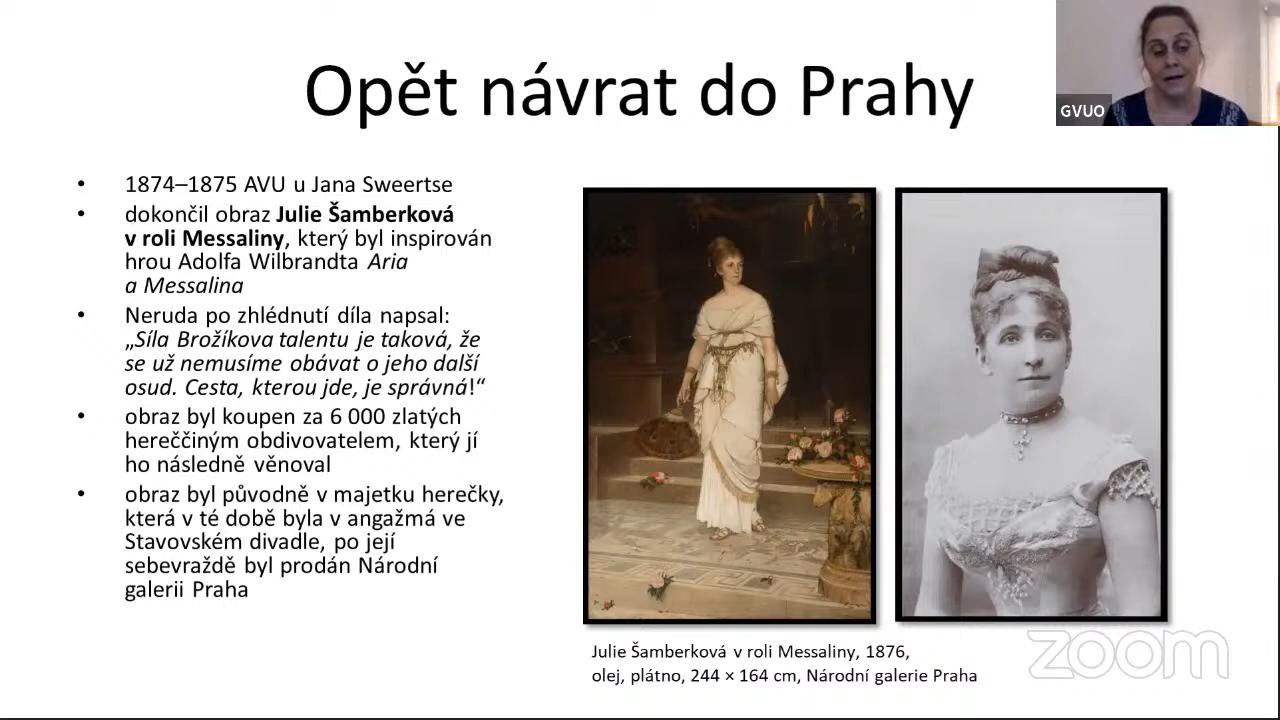 Opět návrat do Prahy
GVUO
• 1874–1875 AVU u Jana Sweertse
• dokončil obraz Julie Šamberková
v roli Messaliny, který byl inspirován
hrou Adolfa Wilbrandta Aria
a Messalina
• Neruda po zhlédnutí díla napsal:
„Síla Brožíkova talentu je taková, že
se už nemusíme obávat o jeho další
osud. Cesta, kterou jde, je správná!“
• obraz byl koupen za 6 000 zlatých
hereččiným obdivovatelem, který jí
ho následně věnoval
• obraz byl původně v majetku herečky,
která v té době byla v angažmá ve
Stavovském divadle, po její
sebevraždě byl prodán Národní
galerii Praha
Julie Šamberková v roli Messaliny, 1876,
olej, plátno, 244 × 164 cm, Národní galerie Praha
zoom